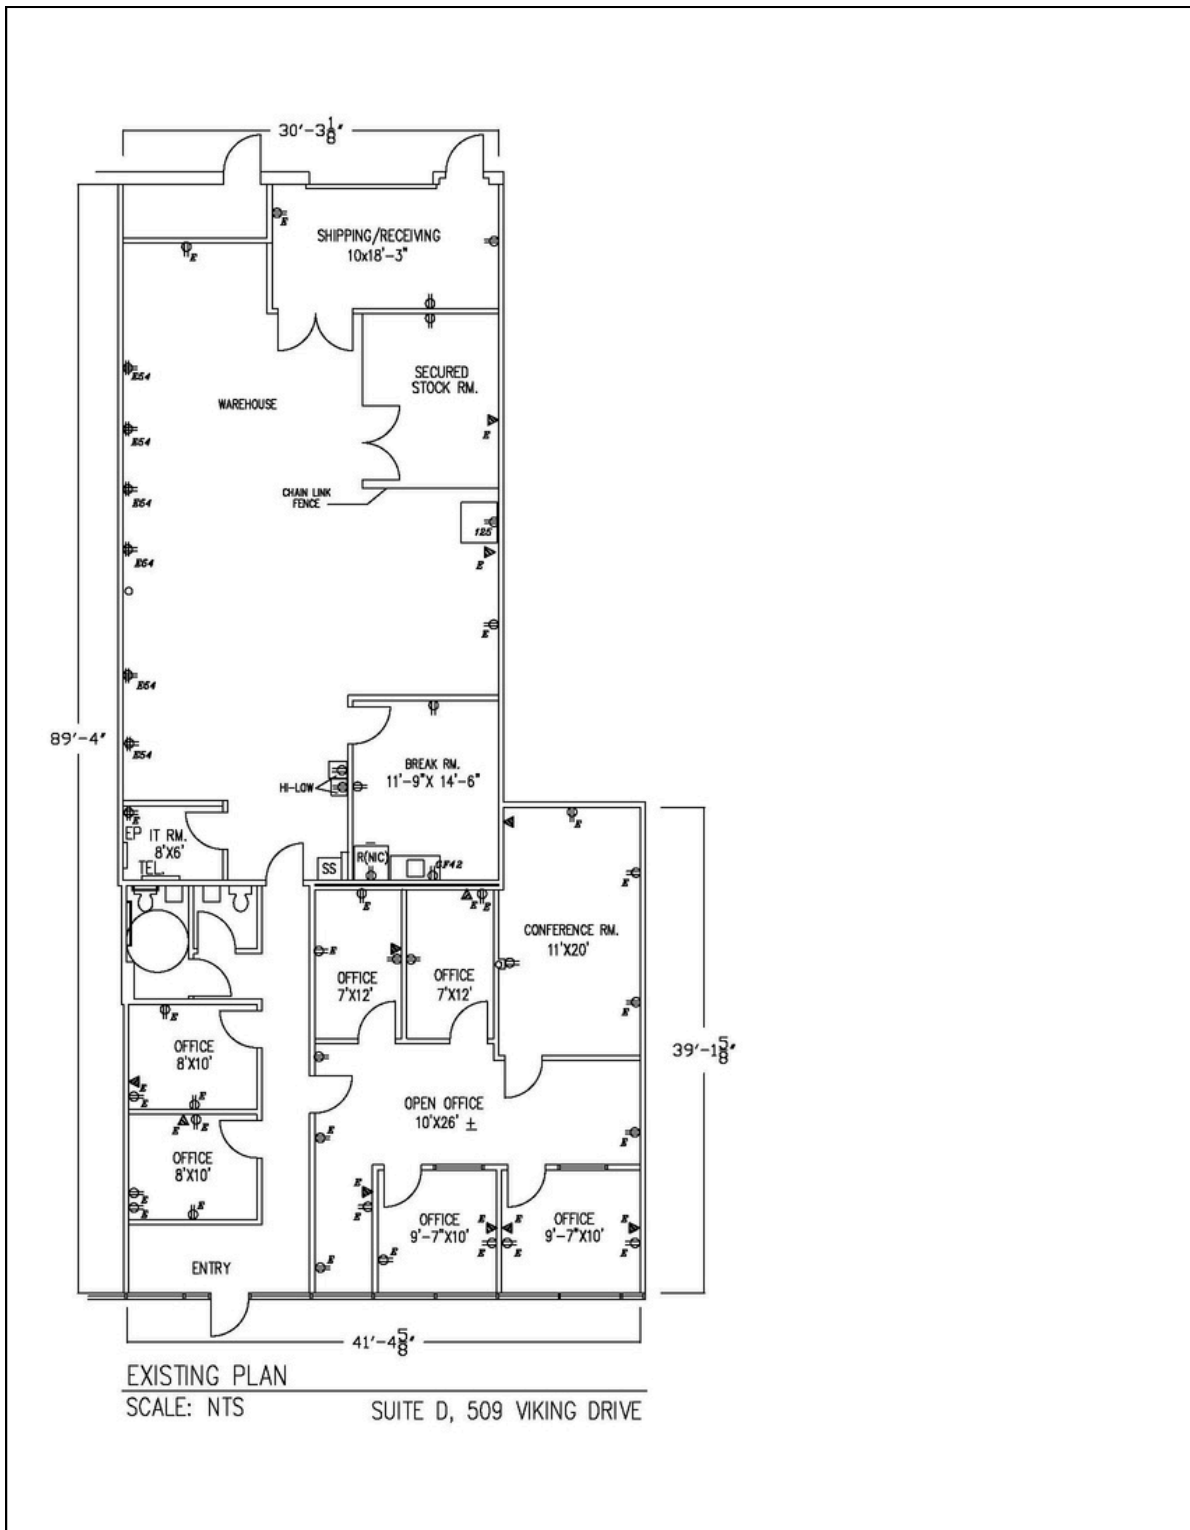 30'-3 1/8"
E
SHIPPING/RECEIVING
10x18'-3"
E
SECURED
STOCK RM.
E54
WAREHOUSE
E
E54
CHAIN LINK
FENCE
E54
125
E54
E
E
E54
89'-4"
E54
BREAK RM.
11'-9"X 14'-6"
HI-LOW
E
EP
IT RM.
8'X6'
TEL.
SS
R(NIC)
GF42
E
E
E
E
E
CONFERENCE RM.
11'X20'
E
OFFICE
7'X12'
OFFICE
7'X12'
E
E
E
OFFICE
8'X10'
39'-1 5/8"
E
E
E
OPEN OFFICE
10'X26' ±
E
E
E
E
OFFICE
8'X10'
E
E
E
E
E
OFFICE
9'-7"X10'
E
E
E
E
OFFICE
9'-7"X10'
E
E
E
E
ENTRY
E
41'-4 5/8"
EXISTING PLAN
SCALE: NTS
SUITE D, 509 VIKING DRIVE